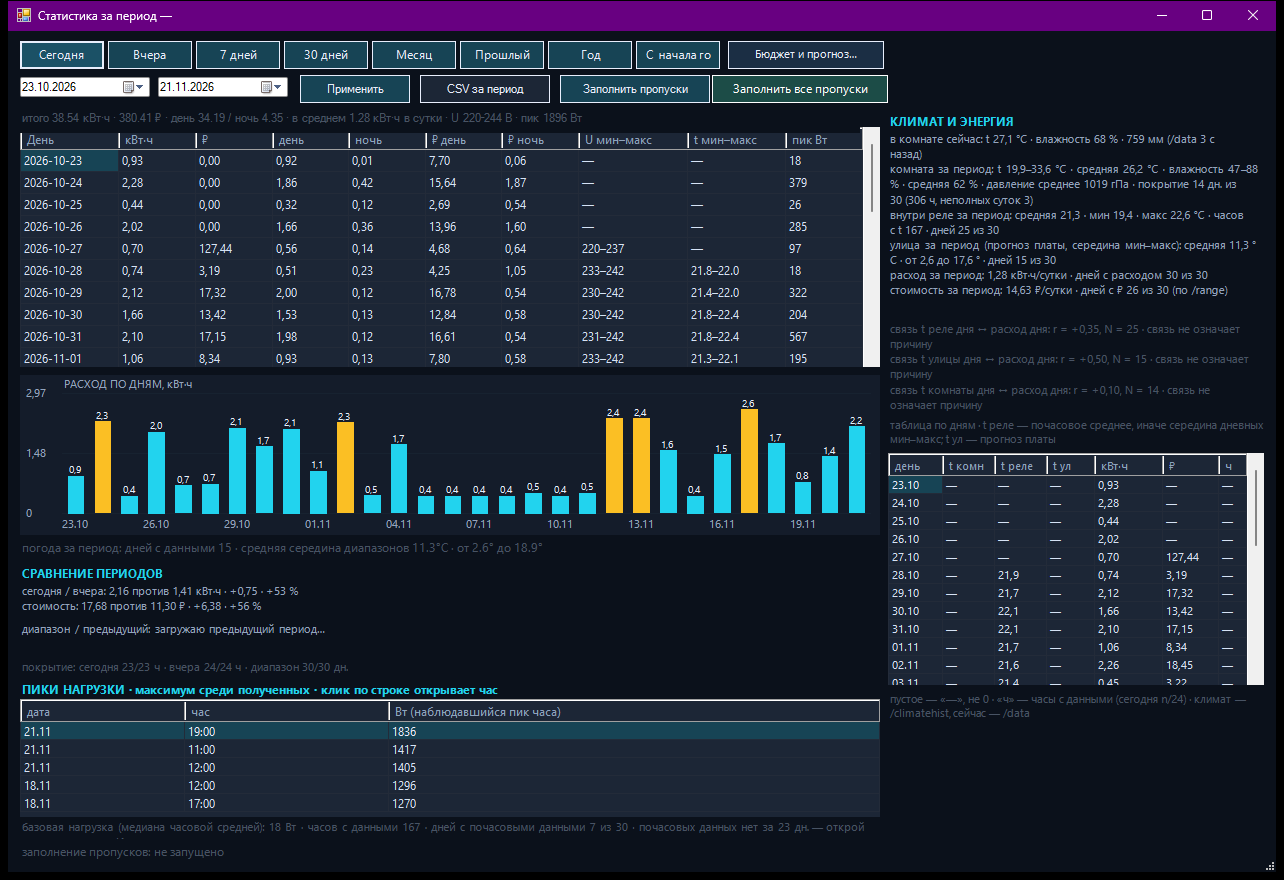 Статистика за период —
Сегодня Вчера 7 дней 30 дней Месяц Прошлый Год С начала го Бюджет и прогноз...
23.10.2026 21.11.2026 Применить CSV за период Заполнить пропуски Заполнить все пропуски
итого 38.54 кВт·ч · 380.41 ₽ · день 34.19 / ночь 4.35 · в среднем 1.28 кВт·ч в сутки · U 220-244 В · пик 1896 Вт
День кВт·ч ₽ день ночь ₽ день ₽ ночь U мин–макс t мин–макс пик Вт
2026-10-23 0,93 0,00 0,92 0,01 7,70 0,06 — — 18
2026-10-24 2,28 0,00 1,86 0,42 15,64 1,87 — — 379
2026-10-25 0,44 0,00 0,32 0,12 2,69 0,54 — — 26
2026-10-26 2,02 0,00 1,66 0,36 13,96 1,60 — — 285
2026-10-27 0,70 127,44 0,56 0,14 4,68 0,64 220–237 — 97
2026-10-28 0,74 3,19 0,51 0,23 4,25 1,05 233–242 21.8–22.0 18
2026-10-29 2,12 17,32 2,00 0,12 16,78 0,54 230–242 21.4–22.0 322
2026-10-30 1,66 13,42 1,53 0,13 12,84 0,58 230–242 21.8–22.4 204
2026-10-31 2,10 17,15 1,98 0,12 16,61 0,54 231–242 21.8–22.4 567
2026-11-01 1,06 8,34 0,93 0,13 7,80 0,58 233–242 21.3–22.1 195
РАСХОД ПО ДНЯМ, кВт·ч
2,97
1,48
0
0,9 2,3 0,4 2,0 0,7 0,7 2,1 1,7 2,1 1,1 2,3 0,5 1,7 0,4 0,4 0,4 0,4 0,5 0,4 0,5 2,4 2,4 1,6 0,4 1,5 2,6 1,7 0,8 1,4 2,2
23.10 26.10 29.10 01.11 04.11 07.11 10.11 13.11 16.11 19.11
погода за период: дней с данными 15 · средняя середина диапазонов 11.3°C · от 2.6° до 18.9°
СРАВНЕНИЕ ПЕРИОДОВ
сегодня / вчера: 2,16 против 1,41 кВт·ч · +0,75 · +53 %
стоимость: 17,68 против 11,30 ₽ · +6,38 · +56 %
диапазон / предыдущий: загружаю предыдущий период...
покрытие: сегодня 23/23 ч · вчера 24/24 ч · диапазон 30/30 дн.
ПИКИ НАГРУЗКИ · максимум среди полученных · клик по строке открывает час
дата час Вт (наблюдавшийся пик часа)
21.11 19:00 1836
21.11 11:00 1417
21.11 12:00 1405
18.11 12:00 1296
18.11 17:00 1270
базовая нагрузка (медиана часовой средней): 18 Вт · часов с данными 167 · дней с почасовыми данными 7 из 30 · почасовых данных нет за 23 дн. — открой
заполнение пропусков: не запущено
КЛИМАТ И ЭНЕРГИЯ
в комнате сейчас: t 27,1 °C · влажность 68 % · 759 мм (/data 3 с
назад)
комната за период: t 19,9–33,6 °C · средняя 26,2 °C · влажность 47–88
% · средняя 62 % · давление среднее 1019 гПа · покрытие 14 дн. из
30 (306 ч, неполных суток 3)
внутри реле за период: средняя 21,3 · мин 19,4 · макс 22,6 °C · часов
с t 167 · дней 25 из 30
улица за период (прогноз платы, середина мин–макс): средняя 11,3 °
C · от 2,6 до 17,6 ° · дней 15 из 30
расход за период: 1,28 кВт·ч/сутки · дней с расходом 30 из 30
стоимость за период: 14,63 ₽/сутки · дней с ₽ 26 из 30 (по /range)
связь t реле дня ↔ расход дня: r = +0,35, N = 25 · связь не означает
причину
связь t улицы дня ↔ расход дня: r = +0,50, N = 15 · связь не означает
причину
связь t комнаты дня ↔ расход дня: r = +0,10, N = 14 · связь не
означает причину
таблица по дням · t реле — почасовое среднее, иначе середина дневных
мин–макс; t ул — прогноз платы
день t комн t реле t ул кВт·ч ₽ ч
23.10 — — — 0,93 — —
24.10 — — — 2,28 — —
25.10 — — — 0,44 — —
26.10 — — — 2,02 — —
27.10 — — — 0,70 127,44 —
28.10 — 21,9 — 0,74 3,19 —
29.10 — 21,7 — 2,12 17,32 —
30.10 — 22,1 — 1,66 13,42 —
31.10 — 22,1 — 2,10 17,15 —
01.11 — 21,7 — 1,06 8,34 —
02.11 — 21,6 — 2,26 18,45 —
03.11 — 21,4 — 0,45 3,22 —
пустое — «—», не 0 · «ч» — часы с данными (сегодня n/24) · климат —
/climatehist, сейчас — /data